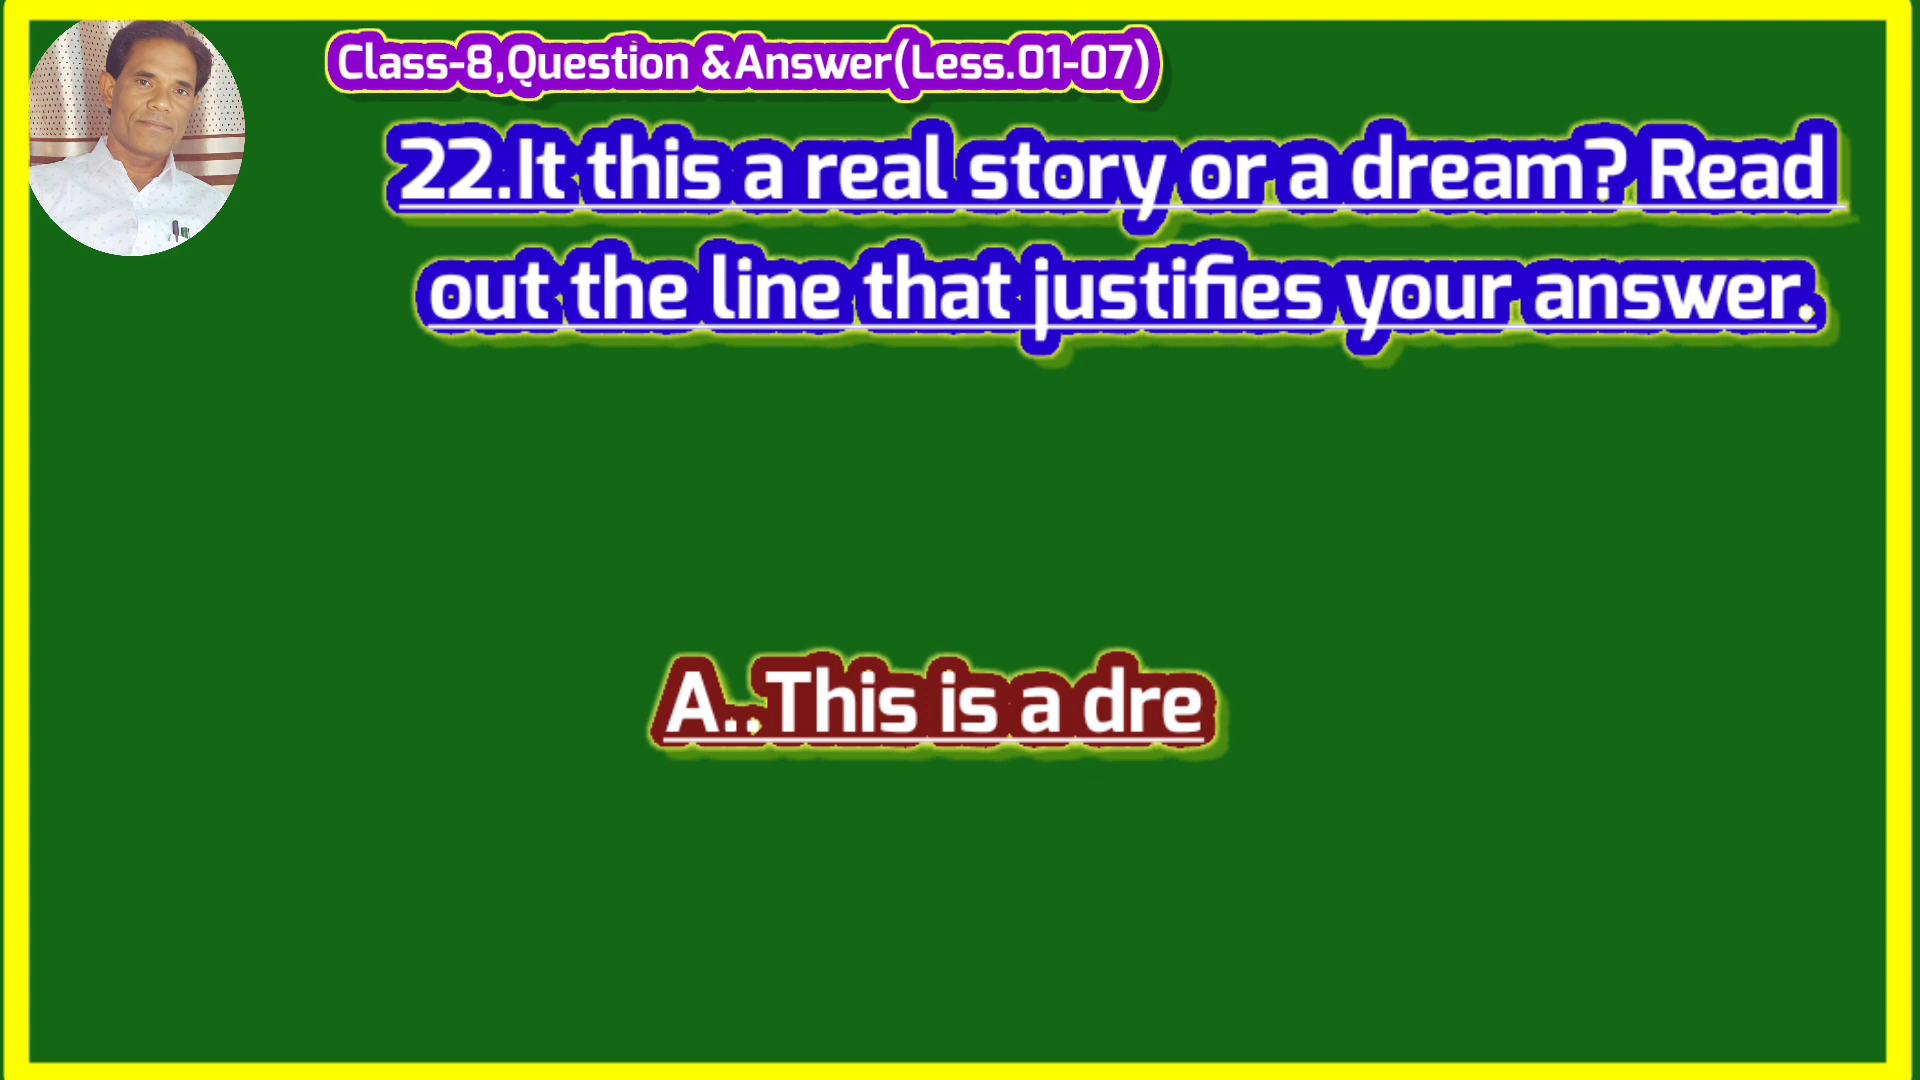 Class-8,Question &Answer(Less.01-07)
22.It this a real story or a dream? Read
out the line that justifies your answer.
A..This is a dre